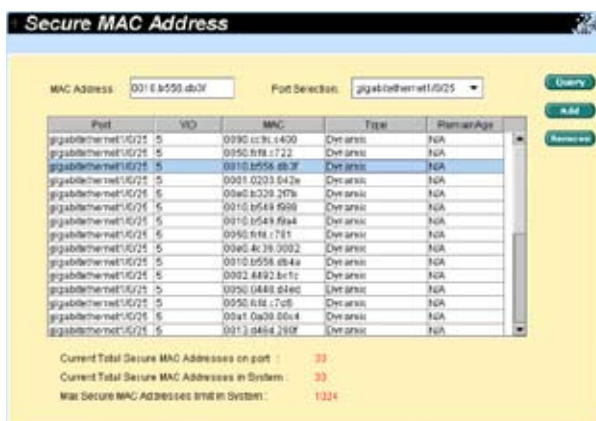 Secure MAC Address
MAC Address 0010.b556.db3f Port Selection: gigabitethernet1/0/25 Query
Add
Remove
Port VID MAC Type RemainAge
gigabitethernet1/0/25 5 Dynamic N/A
gigabitethernet1/0/25 5 Dynamic N/A
gigabitethernet1/0/25 5 0010.b556.db3f Dynamic N/A
gigabitethernet1/0/25 5 0001.0203.042e Dynamic N/A
gigabitethernet1/0/25 5 Dynamic N/A
gigabitethernet1/0/25 5 Dynamic N/A
gigabitethernet1/0/25 5 Dynamic N/A
gigabitethernet1/0/25 5 Dynamic N/A
gigabitethernet1/0/25 5 Dynamic N/A
gigabitethernet1/0/25 5 0010.b556.db4a Dynamic N/A
gigabitethernet1/0/25 5 0002.4492.bc1c Dynamic N/A
gigabitethernet1/0/25 5 Dynamic N/A
gigabitethernet1/0/25 5 Dynamic N/A
gigabitethernet1/0/25 5 Dynamic N/A
gigabitethernet1/0/25 5 Dynamic N/A
Current Total Secure MAC Addresses on port : 33
Current Total Secure MAC Addresses in System : 33
Max Secure MAC Addresses limit in System : 1024